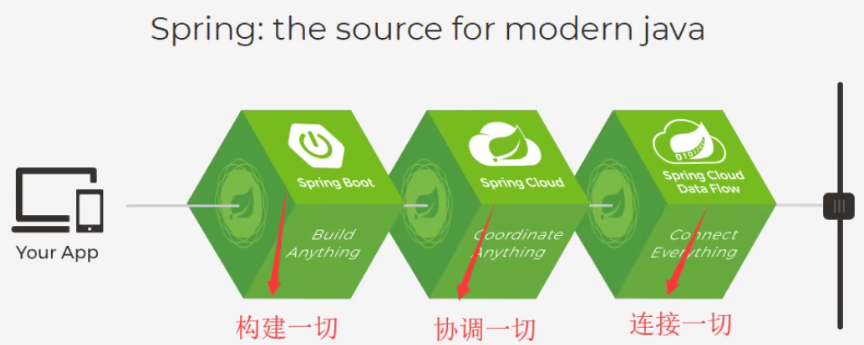 Spring: the source for modern java
Your App
Spring Boot
Build
Anything
构建一切
Spring Cloud
Coordinate
Anything
协调一切
Spring Cloud
Data Flow
Connect
Everything
连接一切